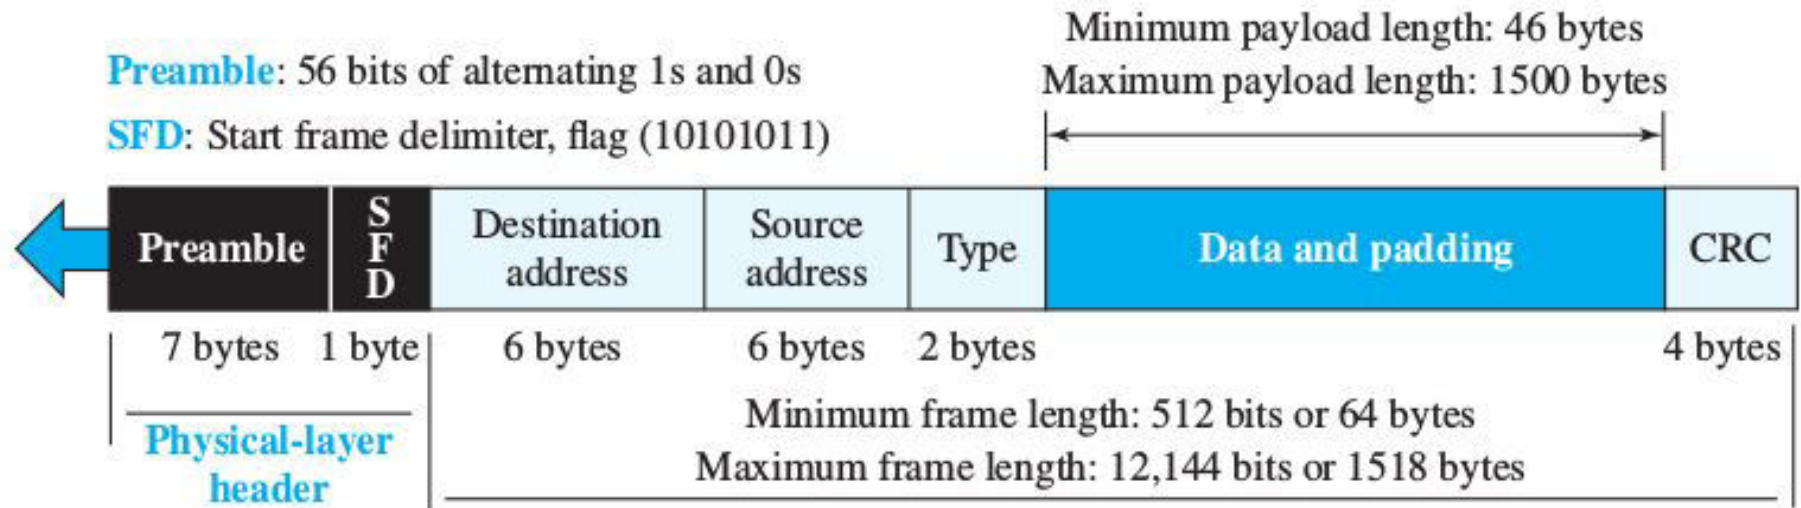 Minimum payload length: 46 bytes
Preamble: 56 bits of alternating 1s and 0s
Maximum payload length: 1500 bytes
SFD: Start frame delimiter, flag (10101011)
Preamble
S
F
D
Destination
address
Source
address
Type
Data and padding
CRC
7 bytes
1 byte
6 bytes
6 bytes
2 bytes
4 bytes
Minimum frame length: 512 bits or 64 bytes
Physical-layer
header
Maximum frame length: 12,144 bits or 1518 bytes